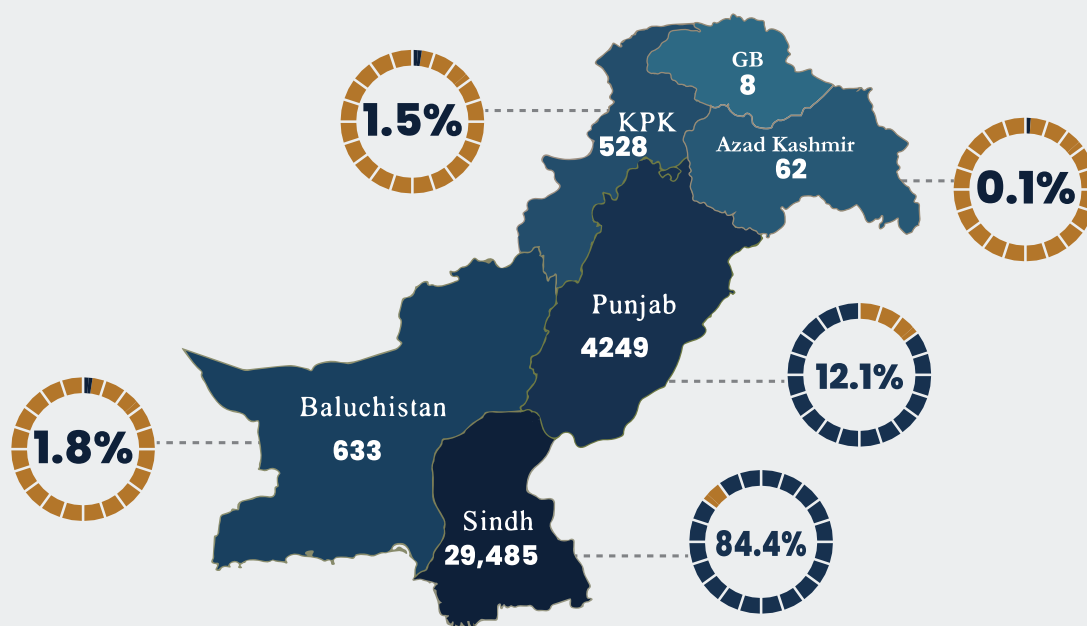 GB
8
1.5%
KPK
528
Azad Kashmir
62
0.1%
Punjab
4249
12.1%
Baluchistan
633
1.8%
Sindh
29,485
84.4%